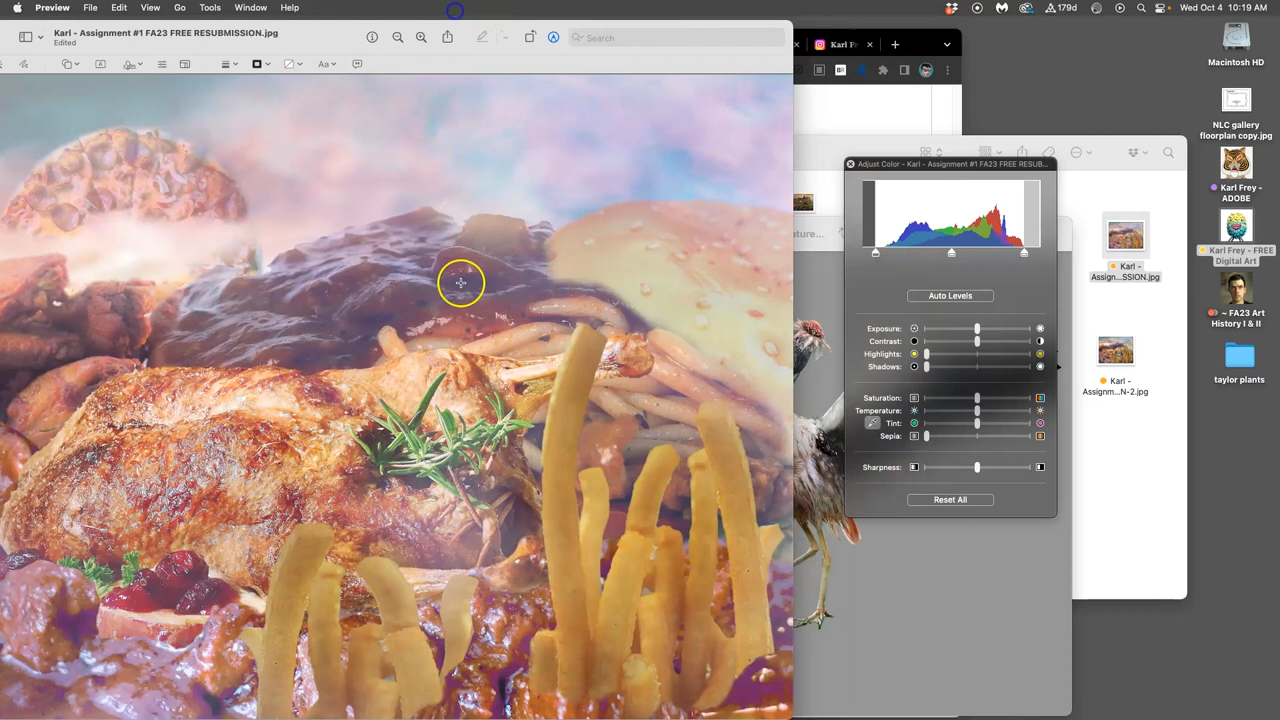 Preview File Edit View Go Tools Window Help
179d Wed Oct 4 10:19 AM
Karl - Assignment #1 FA23 FREE RESUBMISSION.jpg
Edited
Search
Aa
Karl Fr
Adjust Color - Karl - Assignment #1 FA23 FREE RESUB...
ature...
Auto Levels
Exposure:
Contrast:
Highlights:
Shadows:
Saturation:
Temperature:
Tint:
Sepia:
Sharpness:
Reset All
Karl -
Assign...SSION.jpg
Karl -
Assignm...N-2.jpg
Macintosh HD
NLC gallery
floorplan copy.jpg
Karl Frey -
ADOBE
Karl Frey - FREE
Digital Art
~ FA23 Art
History I & II
taylor plants